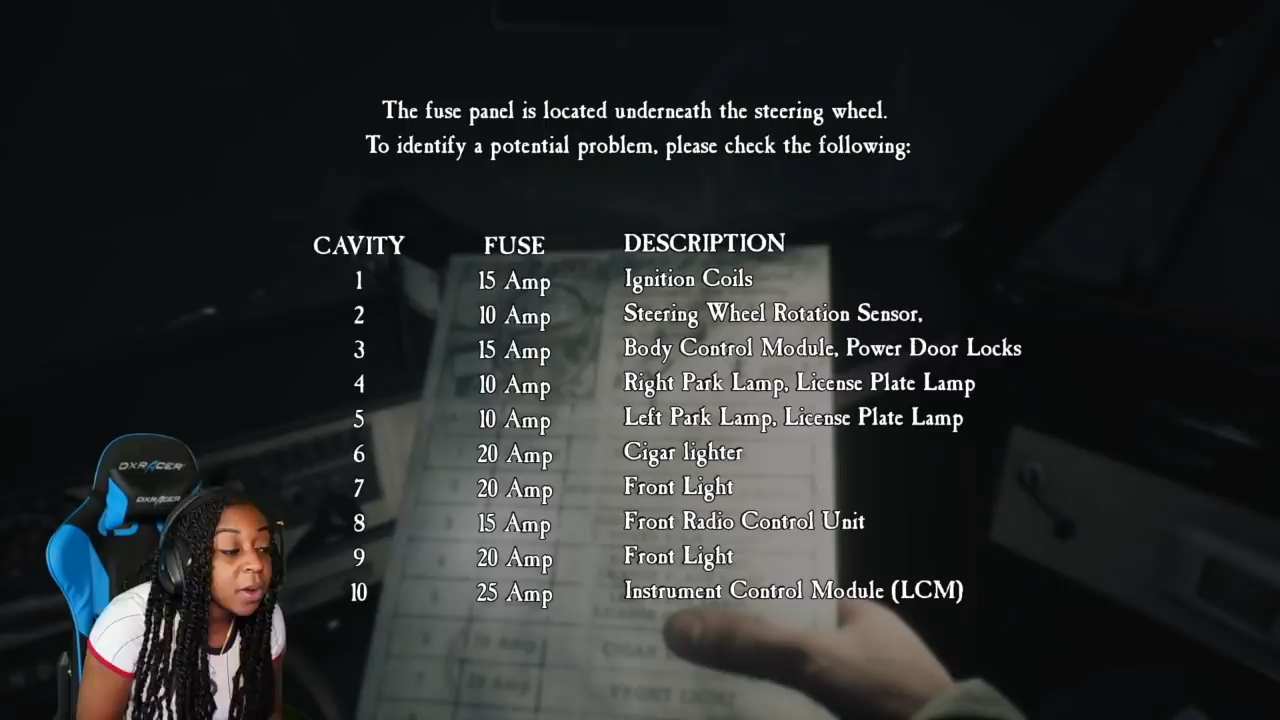 The fuse panel is located underneath the steering wheel.
To identify a potential problem, please check the following:
CAVITY FUSE DESCRIPTION
1 15 Amp Ignition Coils
2 10 Amp Steering Wheel Rotation Sensor,
3 15 Amp Body Control Module, Power Door Locks
4 10 Amp Right Park Lamp, License Plate Lamp
5 10 Amp Left Park Lamp, License Plate Lamp
6 20 Amp Cigar lighter
7 20 Amp Front Light
8 15 Amp Front Radio Control Unit
9 20 Amp Front Light
10 25 Amp Instrument Control Module (LCM)
DXRACER
DXRACER